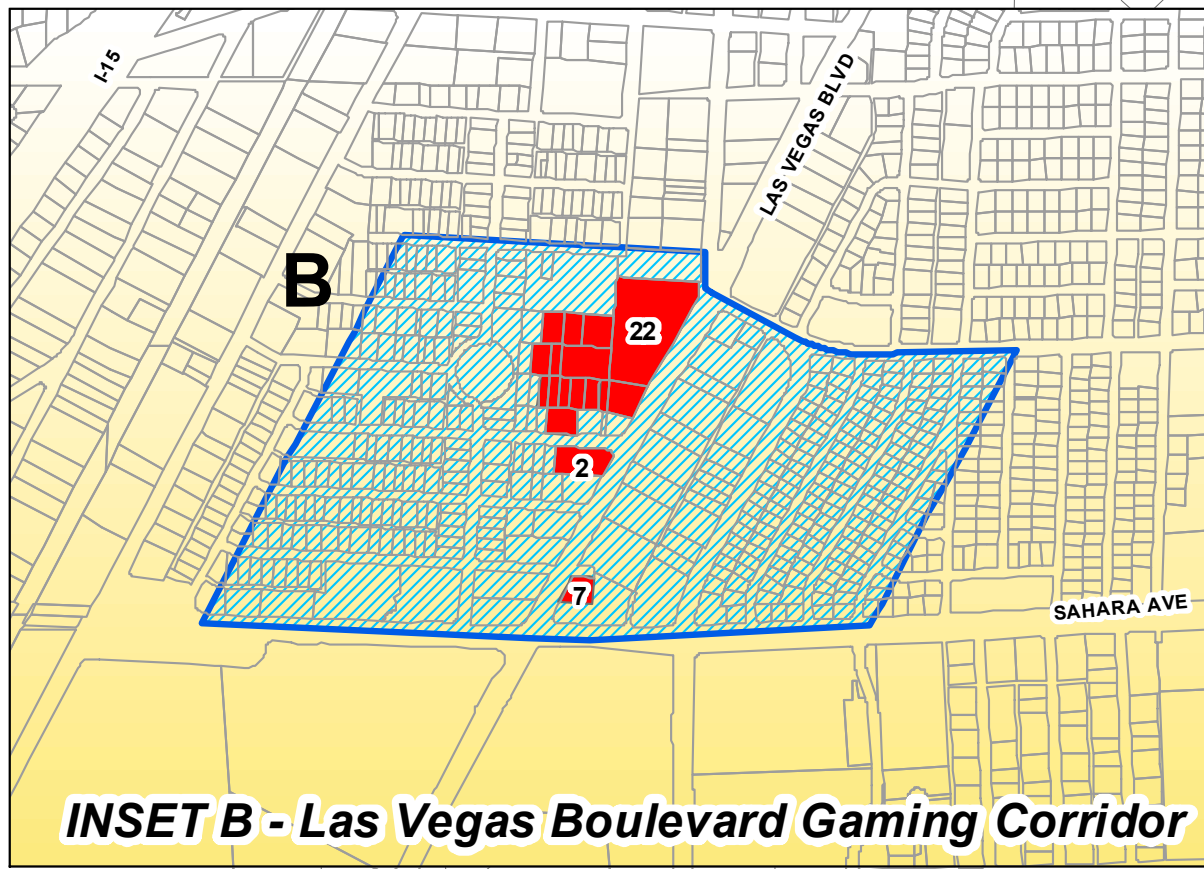 I-15
LAS VEGAS BLVD
B
22
2
7
SAHARA AVE
INSET B - Las Vegas Boulevard Gaming Corridor